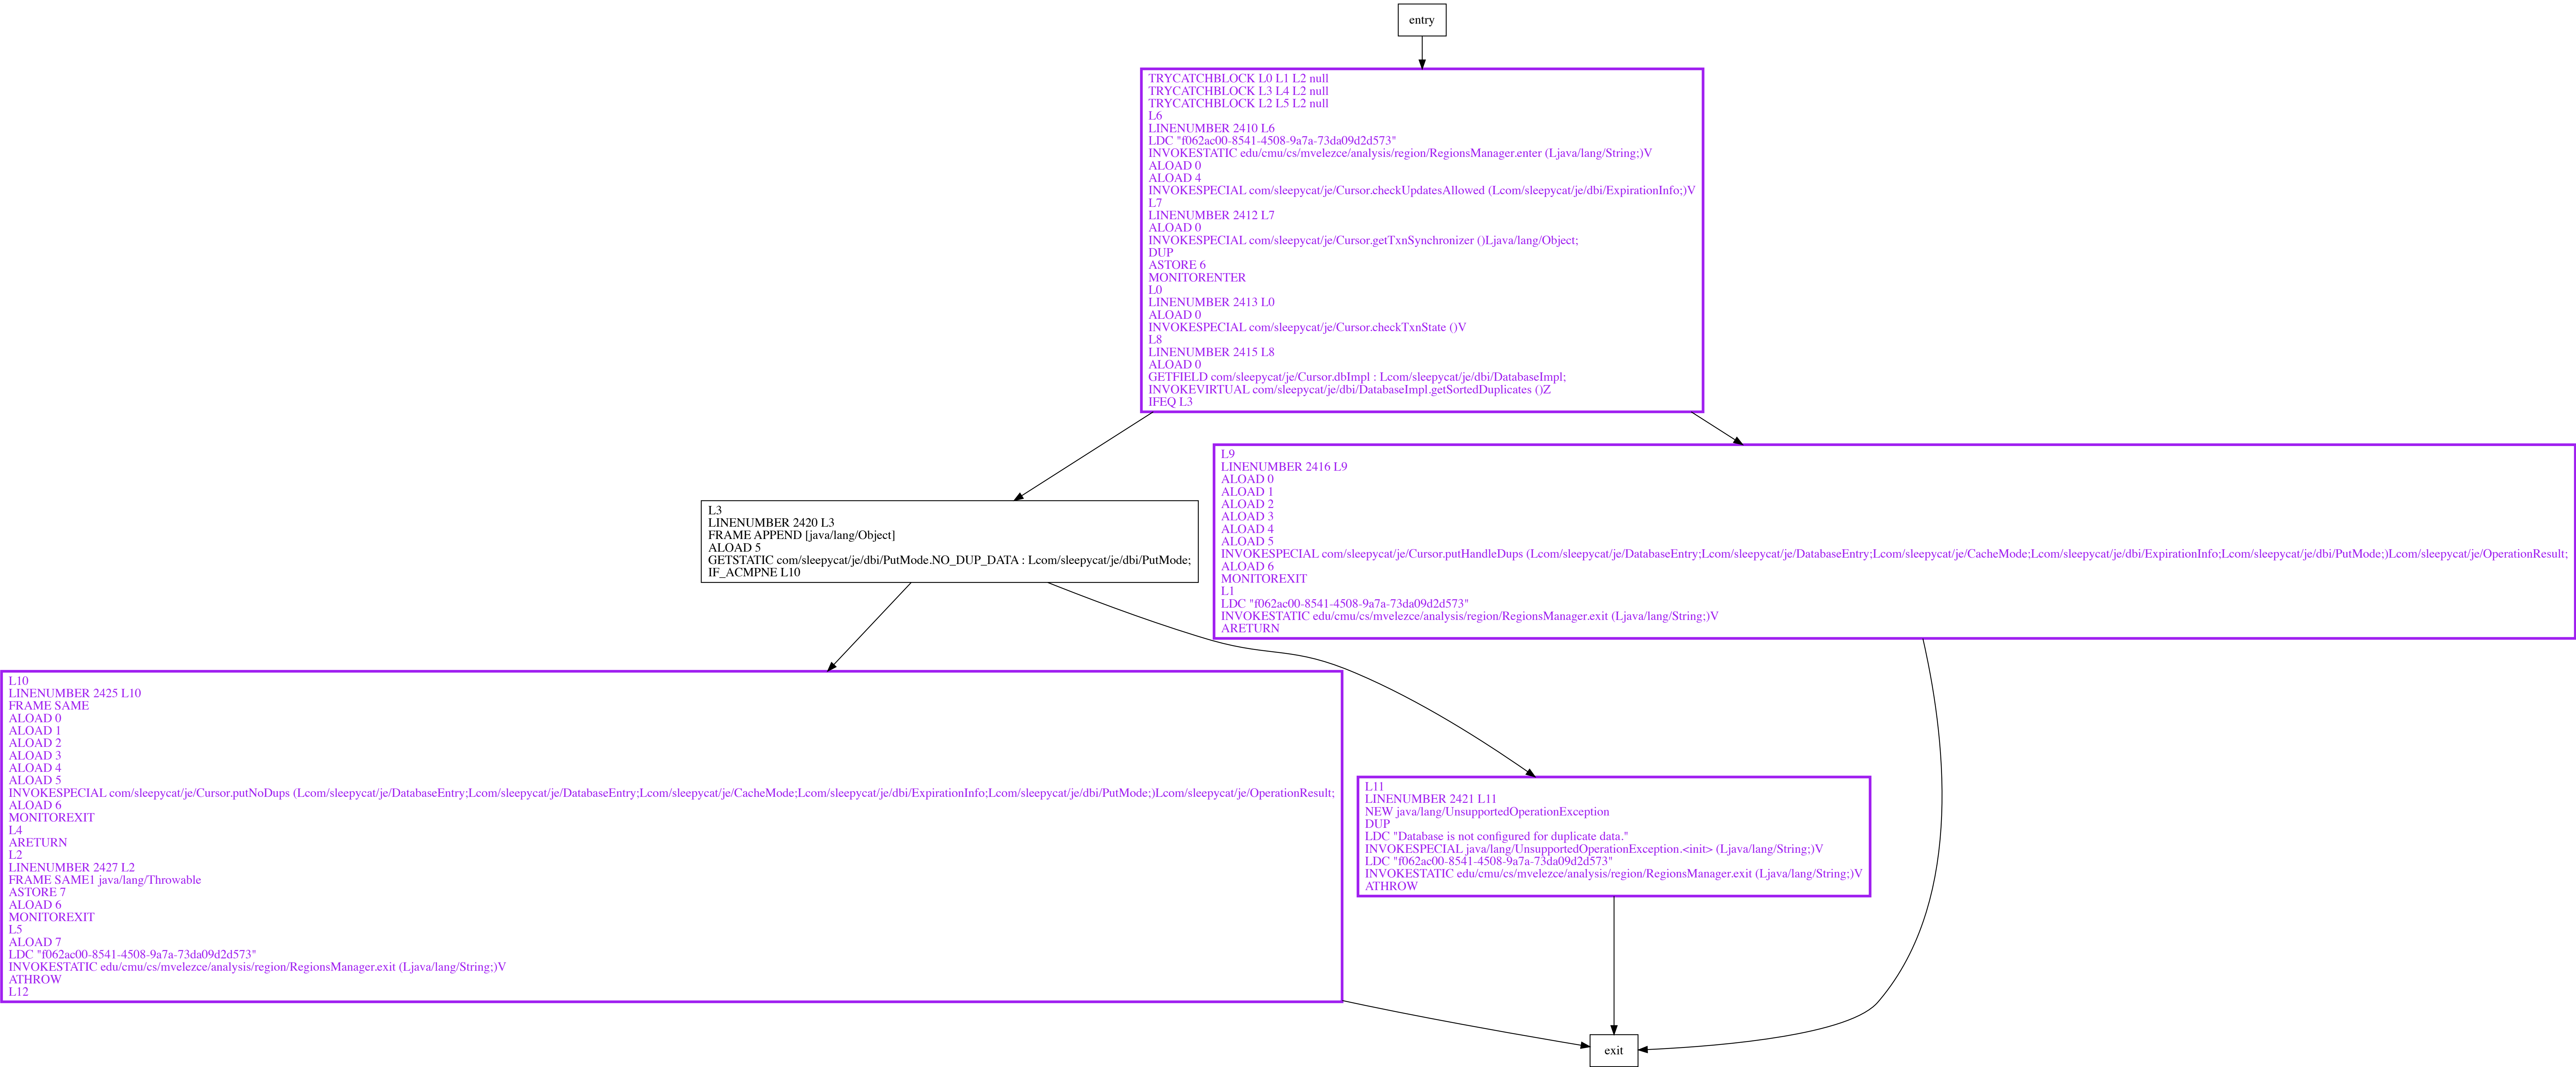 entry
TRYCATCHBLOCK L0 L1 L2 null
TRYCATCHBLOCK L3 L4 L2 null
TRYCATCHBLOCK L2 L5 L2 null
L6
LINENUMBER 2410 L6
LDC "f062ac00-8541-4508-9a7a-73da09d2d573"
INVOKESTATIC edu/cmu/cs/mvelezce/analysis/region/RegionsManager.enter (Ljava/lang/String;)V
ALOAD 0
ALOAD 4
INVOKESPECIAL com/sleepycat/je/Cursor.checkUpdatesAllowed (Lcom/sleepycat/je/dbi/ExpirationInfo;)V
L7
LINENUMBER 2412 L7
ALOAD 0
INVOKESPECIAL com/sleepycat/je/Cursor.getTxnSynchronizer ()Ljava/lang/Object;
DUP
ASTORE 6
MONITORENTER
L0
LINENUMBER 2413 L0
ALOAD 0
INVOKESPECIAL com/sleepycat/je/Cursor.checkTxnState ()V
L8
LINENUMBER 2415 L8
ALOAD 0
GETFIELD com/sleepycat/je/Cursor.dbImpl : Lcom/sleepycat/je/dbi/DatabaseImpl;
INVOKEVIRTUAL com/sleepycat/je/dbi/DatabaseImpl.getSortedDuplicates ()Z
IFEQ L3
L9
LINENUMBER 2416 L9
ALOAD 0
ALOAD 1
ALOAD 2
ALOAD 3
ALOAD 4
ALOAD 5
INVOKESPECIAL com/sleepycat/je/Cursor.putHandleDups (Lcom/sleepycat/je/DatabaseEntry;Lcom/sleepycat/je/DatabaseEntry;Lcom/sleepycat/je/CacheMode;Lcom/sleepycat/je/dbi/ExpirationInfo;Lcom/sleepycat/je/dbi/PutMode;)Lcom/sleepycat/je/OperationResult;
ALOAD 6
MONITOREXIT
L1
LDC "f062ac00-8541-4508-9a7a-73da09d2d573"
INVOKESTATIC edu/cmu/cs/mvelezce/analysis/region/RegionsManager.exit (Ljava/lang/String;)V
ARETURN
L3
LINENUMBER 2420 L3
FRAME APPEND [java/lang/Object]
ALOAD 5
GETSTATIC com/sleepycat/je/dbi/PutMode.NO_DUP_DATA : Lcom/sleepycat/je/dbi/PutMode;
IF_ACMPNE L10
L10
LINENUMBER 2425 L10
FRAME SAME
ALOAD 0
ALOAD 1
ALOAD 2
ALOAD 3
ALOAD 4
ALOAD 5
INVOKESPECIAL com/sleepycat/je/Cursor.putNoDups (Lcom/sleepycat/je/DatabaseEntry;Lcom/sleepycat/je/DatabaseEntry;Lcom/sleepycat/je/CacheMode;Lcom/sleepycat/je/dbi/ExpirationInfo;Lcom/sleepycat/je/dbi/PutMode;)Lcom/sleepycat/je/OperationResult;
ALOAD 6
MONITOREXIT
L4
ARETURN
L2
LINENUMBER 2427 L2
FRAME SAME1 java/lang/Throwable
ASTORE 7
ALOAD 6
MONITOREXIT
L5
ALOAD 7
LDC "f062ac00-8541-4508-9a7a-73da09d2d573"
INVOKESTATIC edu/cmu/cs/mvelezce/analysis/region/RegionsManager.exit (Ljava/lang/String;)V
ATHROW
L12
L11
LINENUMBER 2421 L11
NEW java/lang/UnsupportedOperationException
DUP
LDC "Database is not configured for duplicate data."
INVOKESPECIAL java/lang/UnsupportedOperationException.&lt;init&gt; (Ljava/lang/String;)V
LDC "f062ac00-8541-4508-9a7a-73da09d2d573"
INVOKESTATIC edu/cmu/cs/mvelezce/analysis/region/RegionsManager.exit (Ljava/lang/String;)V
ATHROW
exit